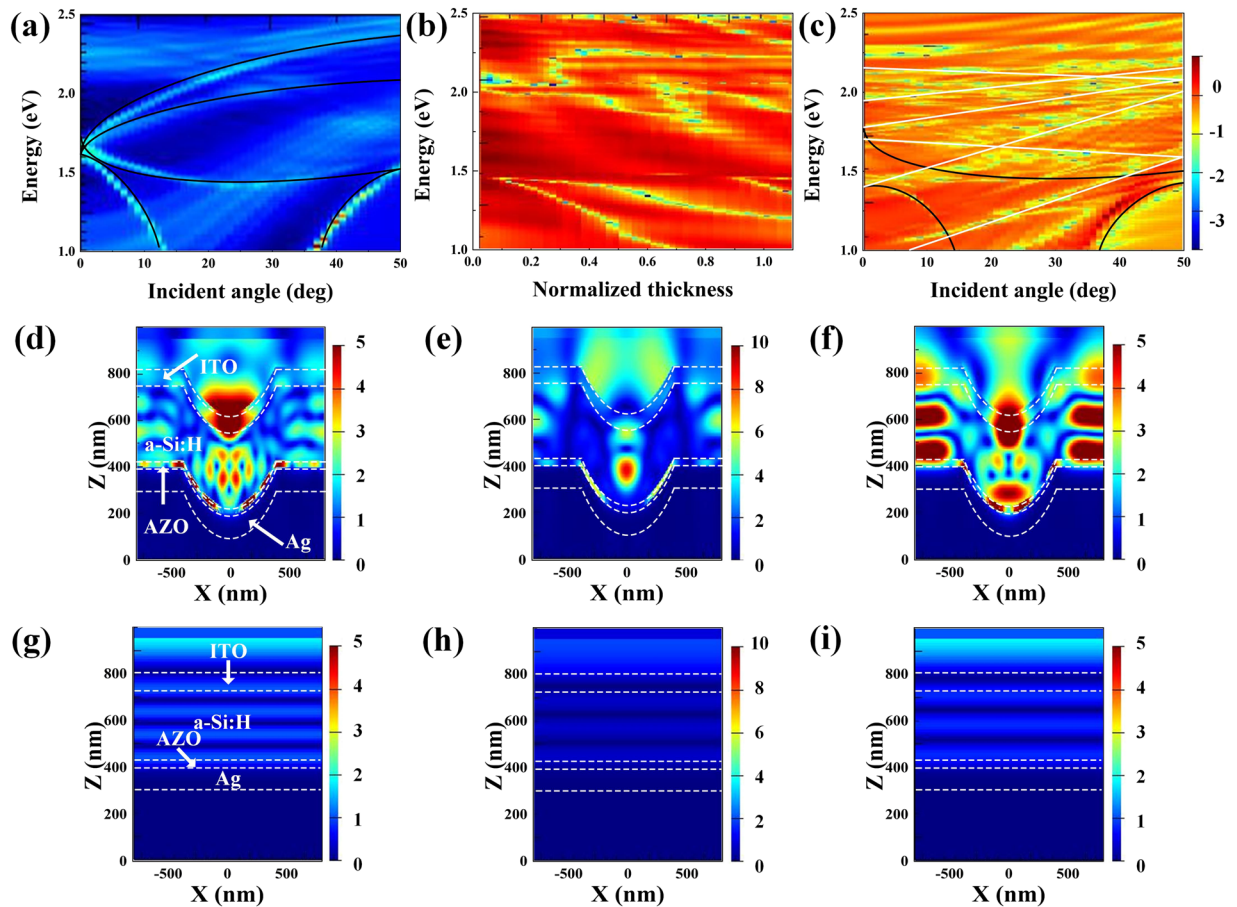 (a)
2.5
2.0
1.5
1.0
Energy (eV)
0 10 20 30 40 50
Incident angle (deg)
(b)
2.5
2.0
1.5
1.0
Energy (eV)
0.0 0.2 0.4 0.6 0.8 1.0
Normalized thickness
(c)
2.5
2.0
1.5
1.0
Energy (eV)
0 10 20 30 40 50
Incident angle (deg)
0
-1
-2
-3
(d)
800
600
400
200
0
Z (nm)
ITO
a-Si:H
AZO
Ag
-500 0 500
X (nm)
5
4
3
2
1
0
(e)
800
600
400
200
0
Z (nm)
-500 0 500
X (nm)
10
8
6
4
2
0
(f)
800
600
400
200
0
Z (nm)
-500 0 500
X (nm)
5
4
3
2
1
0
(g)
800
600
400
200
0
Z (nm)
ITO
a-Si:H
AZO
Ag
-500 0 500
X (nm)
5
4
3
2
1
0
(h)
800
600
400
200
0
Z (nm)
-500 0 500
X (nm)
10
8
6
4
2
0
(i)
800
600
400
200
0
Z (nm)
-500 0 500
X (nm)
5
4
3
2
1
0